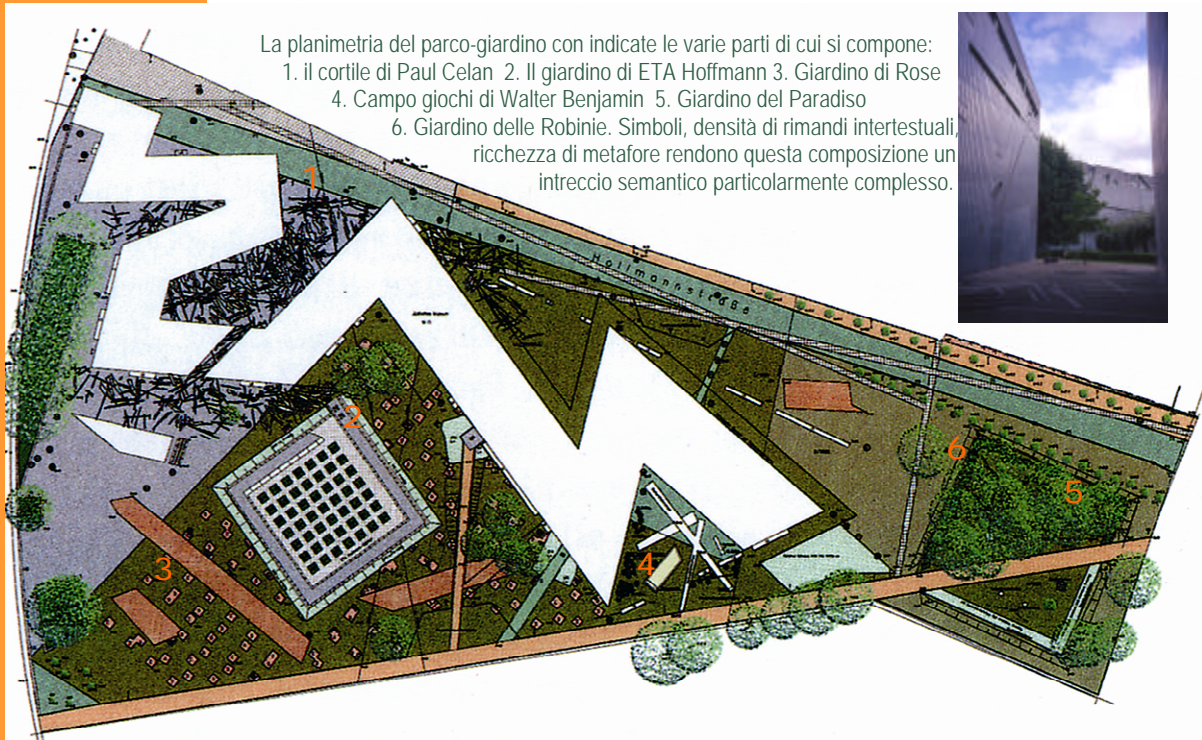 La planimetria del parco-giardino con indicate le varie parti di cui si compone:
1. il cortile di Paul Celan 2. Il giardino di ETA Hoffmann 3. Giardino di Rose
4. Campo giochi di Walter Benjamin 5. Giardino del Paradiso
6. Giardino delle Robinie. Simboli, densità di rimandi intertestuali,
ricchezza di metafore rendono questa composizione un
intreccio semantico particolarmente complesso.
1
Hollmannstraße
2
6
5
4
3